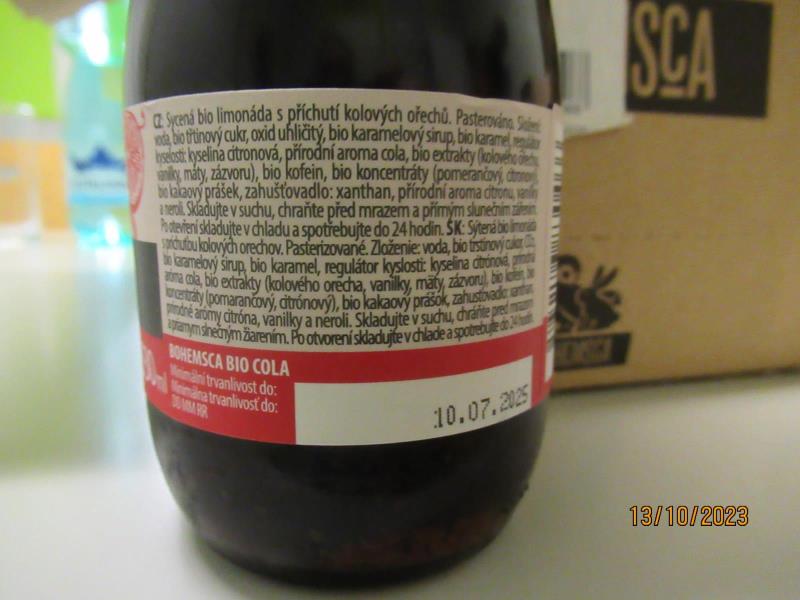 SCA
CZ: Sycená bio limonáda s příchutí kolových ořechů. Pasterováno. Složení:
voda, bio třtinový cukr, oxid uhličitý, bio karamelový sirup, bio karamel, regulátor
kyselosti: kyselina citronová, přírodní aroma cola, bio extrakty (kolového ořechu,
vanilky, máty, zázvoru), bio kofein, bio koncentráty (pomerančový, citronový),
bio kakaový prášek, zahušťovadlo: xanthan, přírodní aroma citronu, vanilky
a neroli. Skladujte v suchu, chraňte před mrazem a přímým slunečním zářením.
Po otevření skladujte v chladu a spotřebujte do 24 hodin. SK: Sýtená bio limonáda
s príchuťou kolových orechov. Pasterizované. Zloženie: voda, bio trstinový cukor, CO₂,
bio karamelový sirup, bio karamel, regulátor kyslosti: kyselina citrónová, prírodná
aróma cola, bio extrakty (kolového orecha, vanilky, mäty, zázvoru), bio kofeín, bio
koncentráty (pomarančový, citrónový), bio kakaový prášok, zahusťovadlo: xanthan,
prírodné arómy citróna, vanilky a neroli. Skladujte v suchu, chráňte pred mrazom
a priamym slnečným žiarením. Po otvorení skladujte v chlade a spotrebujte do 24 hodín.
BOHEMSCA BIO COLA
Minimální trvanlivost do:
Minimálna trvanlivosť do:
DD MM RR
ml
10.07.2025
13/10/2023